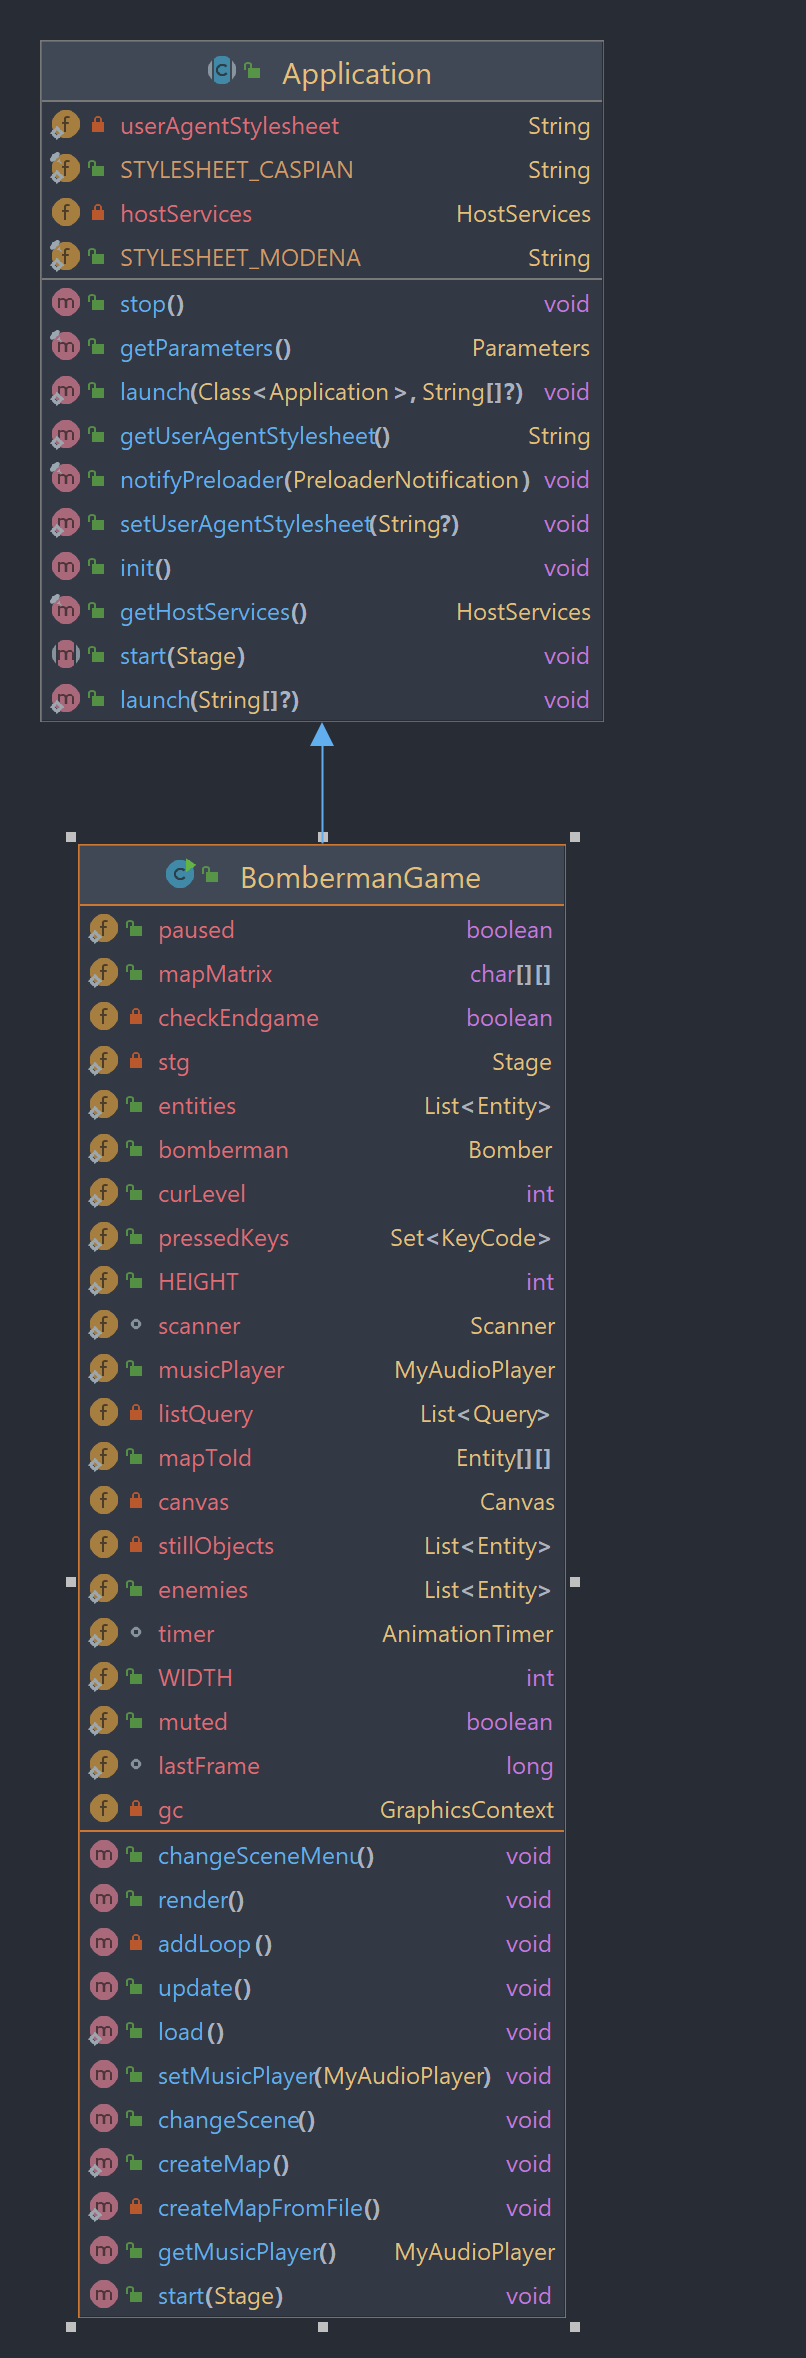 Application
userAgentStylesheet String
STYLESHEET_CASPIAN String
hostServices HostServices
STYLESHEET_MODENA String
stop() void
getParameters() Parameters
launch(Class<Application>, String[]?) void
getUserAgentStylesheet() String
notifyPreloader(PreloaderNotification) void
setUserAgentStylesheet(String?) void
init() void
getHostServices() HostServices
start(Stage) void
launch(String[]?) void
BombermanGame
paused boolean
mapMatrix char[][]
checkEndgame boolean
stg Stage
entities List<Entity>
bomberman Bomber
curLevel int
pressedKeys Set<KeyCode>
HEIGHT int
scanner Scanner
musicPlayer MyAudioPlayer
listQuery List<Query>
mapToId Entity[][]
canvas Canvas
stillObjects List<Entity>
enemies List<Entity>
timer AnimationTimer
WIDTH int
muted boolean
lastFrame long
gc GraphicsContext
changeSceneMenu() void
render() void
addLoop() void
update() void
load() void
setMusicPlayer(MyAudioPlayer) void
changeScene() void
createMap() void
createMapFromFile() void
getMusicPlayer() MyAudioPlayer
start(Stage) void